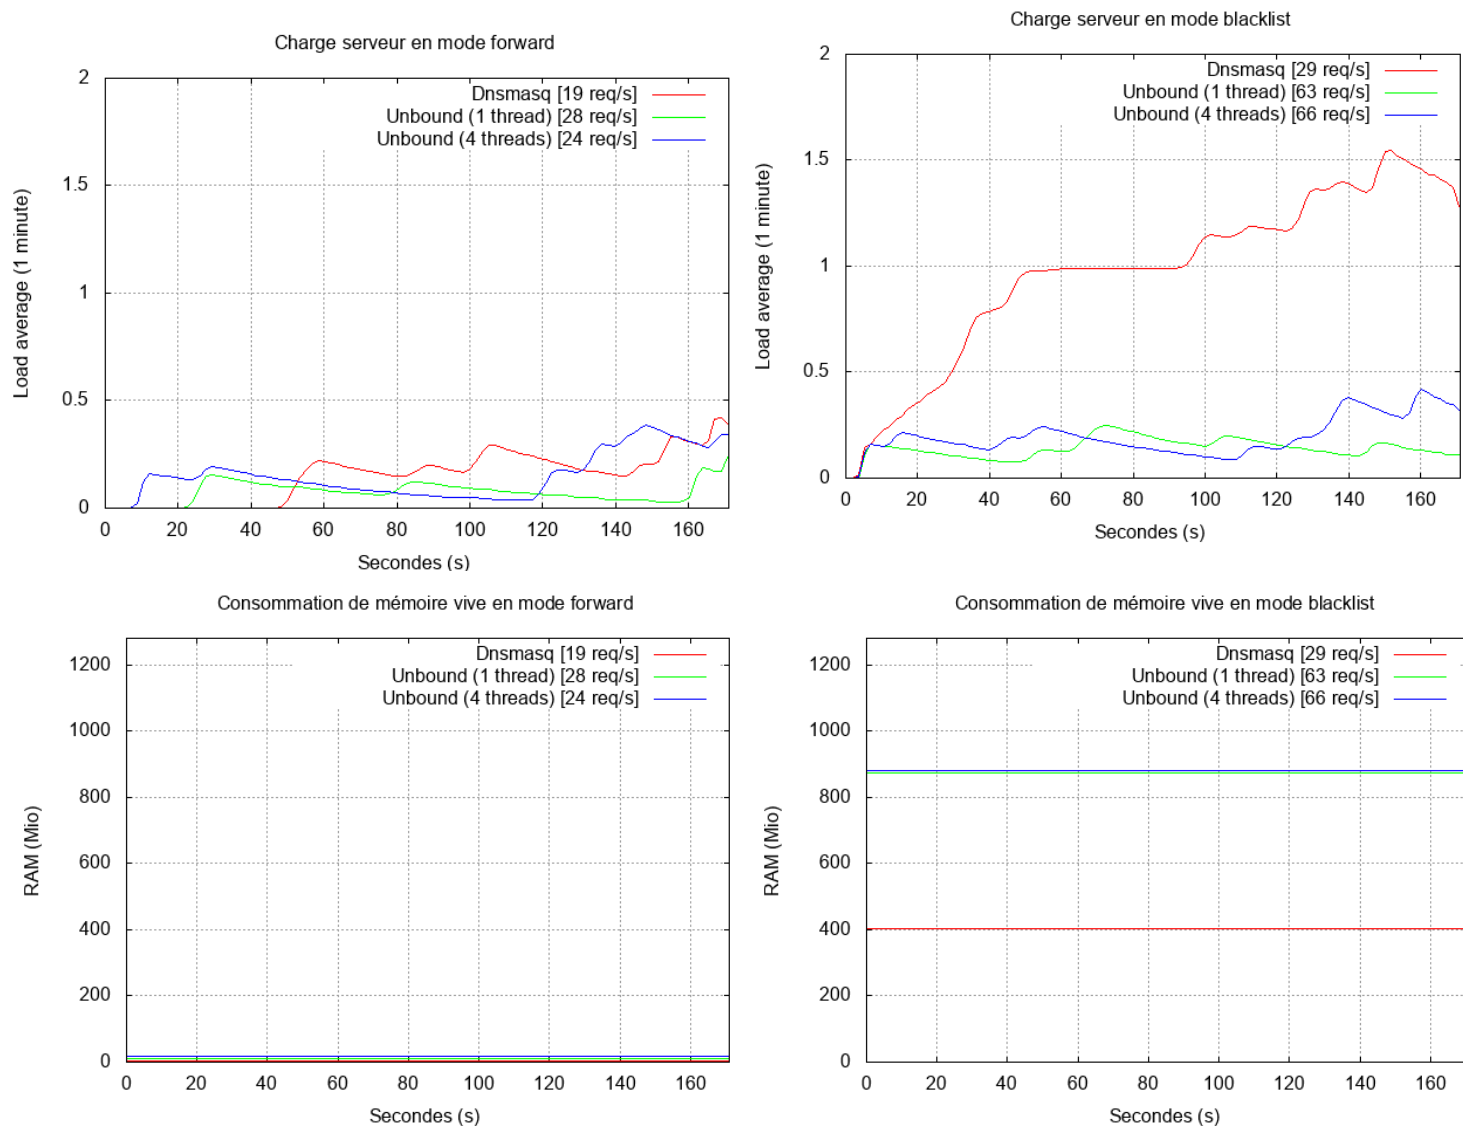 Charge serveur en mode forward
2
1.5
1
0.5
0
Load average (1 minute)
Dnsmasq [19 req/s]
Unbound (1 thread) [28 req/s]
Unbound (4 threads) [24 req/s]
0 20 40 60 80 100 120 140 160
Secondes (s)
Charge serveur en mode blacklist
2
1.5
1
0.5
0
Load average (1 minute)
Dnsmasq [29 req/s]
Unbound (1 thread) [63 req/s]
Unbound (4 threads) [66 req/s]
0 20 40 60 80 100 120 140 160
Secondes (s)
Consommation de mémoire vive en mode forward
1200
1000
800
600
400
200
0
RAM (Mio)
Dnsmasq [19 req/s]
Unbound (1 thread) [28 req/s]
Unbound (4 threads) [24 req/s]
0 20 40 60 80 100 120 140 160
Secondes (s)
Consommation de mémoire vive en mode blacklist
1200
1000
800
600
400
200
0
RAM (Mio)
Dnsmasq [29 req/s]
Unbound (1 thread) [63 req/s]
Unbound (4 threads) [66 req/s]
0 20 40 60 80 100 120 140 160
Secondes (s)